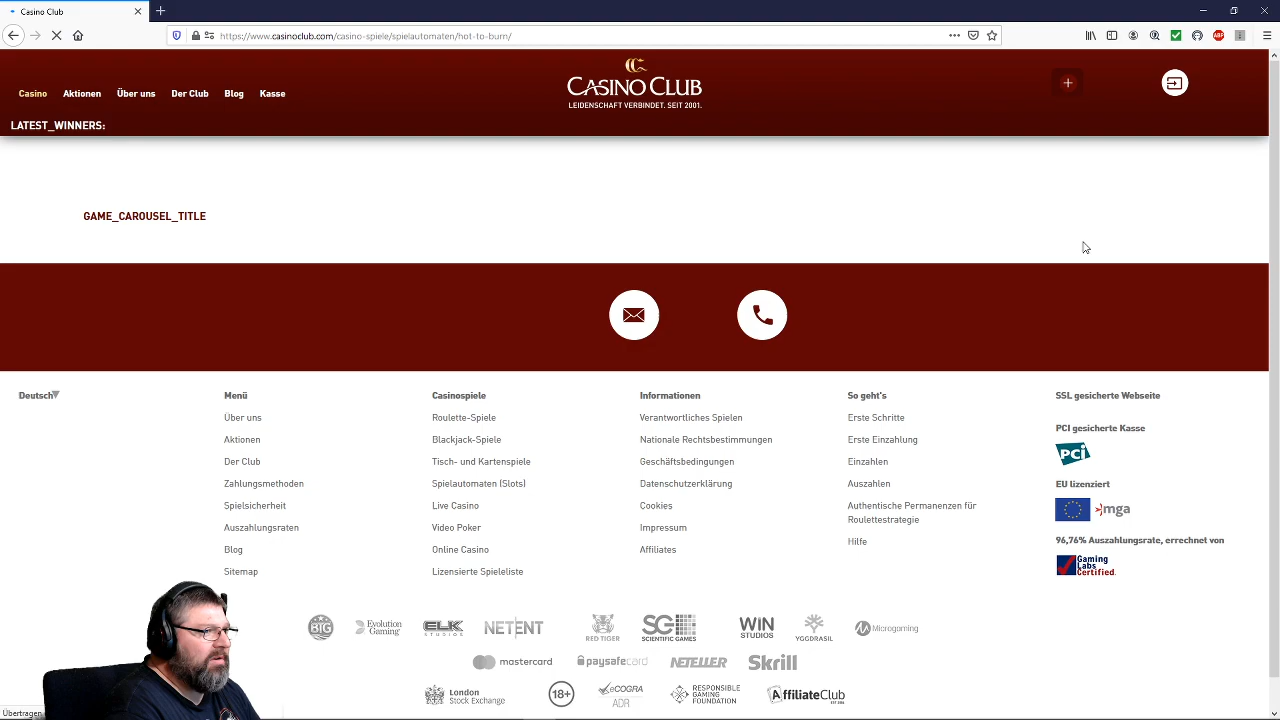 Casino Club
https://www.casinoclub.com/casino-spiele/spielautomaten/hot-to-burn/
ABP
Casino Aktionen Über uns Der Club Blog Kasse
CASINO CLUB
LEIDENSCHAFT VERBINDET. SEIT 2001.
LATEST_WINNERS:
GAME_CAROUSEL_TITLE
Deutsch
Menü
Über uns
Aktionen
Der Club
Zahlungsmethoden
Spielsicherheit
Auszahlungsraten
Blog
Sitemap
Casinospiele
Roulette-Spiele
Blackjack-Spiele
Tisch- und Kartenspiele
Spielautomaten (Slots)
Live Casino
Video Poker
Online Casino
Lizensierte Spieleliste
Informationen
Verantwortliches Spielen
Nationale Rechtsbestimmungen
Geschäftsbedingungen
Datenschutzerklärung
Cookies
Impressum
Affiliates
So geht's
Erste Schritte
Erste Einzahlung
Einzahlen
Auszahlen
Authentische Permanenzen für
Roulettestrategie
Hilfe
SSL gesicherte Webseite
PCI gesicherte Kasse
PCI
EU lizenziert
mga
96,76% Auszahlungsrate, errechnet von
Gaming
Labs
Certified.
BIG Evolution
Gaming
ELK
STUDIOS
NETENT
RED TIGER
SG
SCIENTIFIC GAMES
WIN
STUDIOS
YGGDRASIL
Microgaming
mastercard paysafecard NETELLER Skrill
London
Stock Exchange
18+
eCOGRA
ADR
RESPONSIBLE
GAMING
FOUNDATION
AffiliateClub
Übertragen